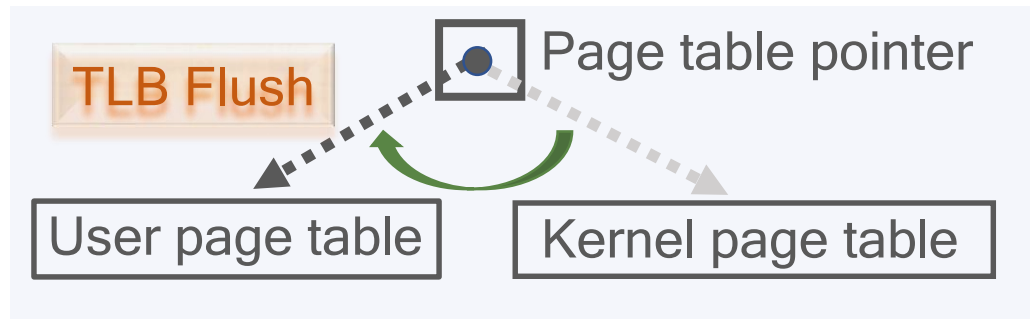 Page table pointer
TLB Flush
User page table
Kernel page table